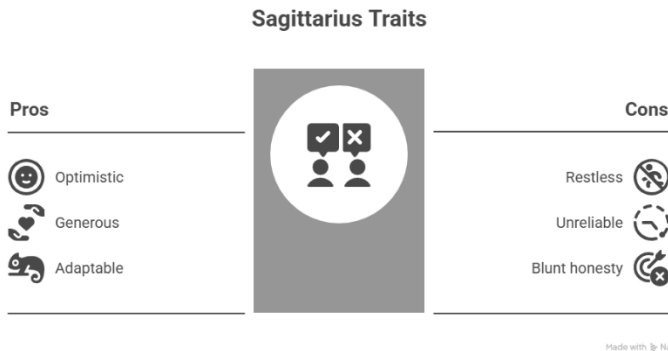 Sagittarius Traits
Pros
Cons
Optimistic
Restless
Generous
Unreliable
Adaptable
Blunt honesty
Made with